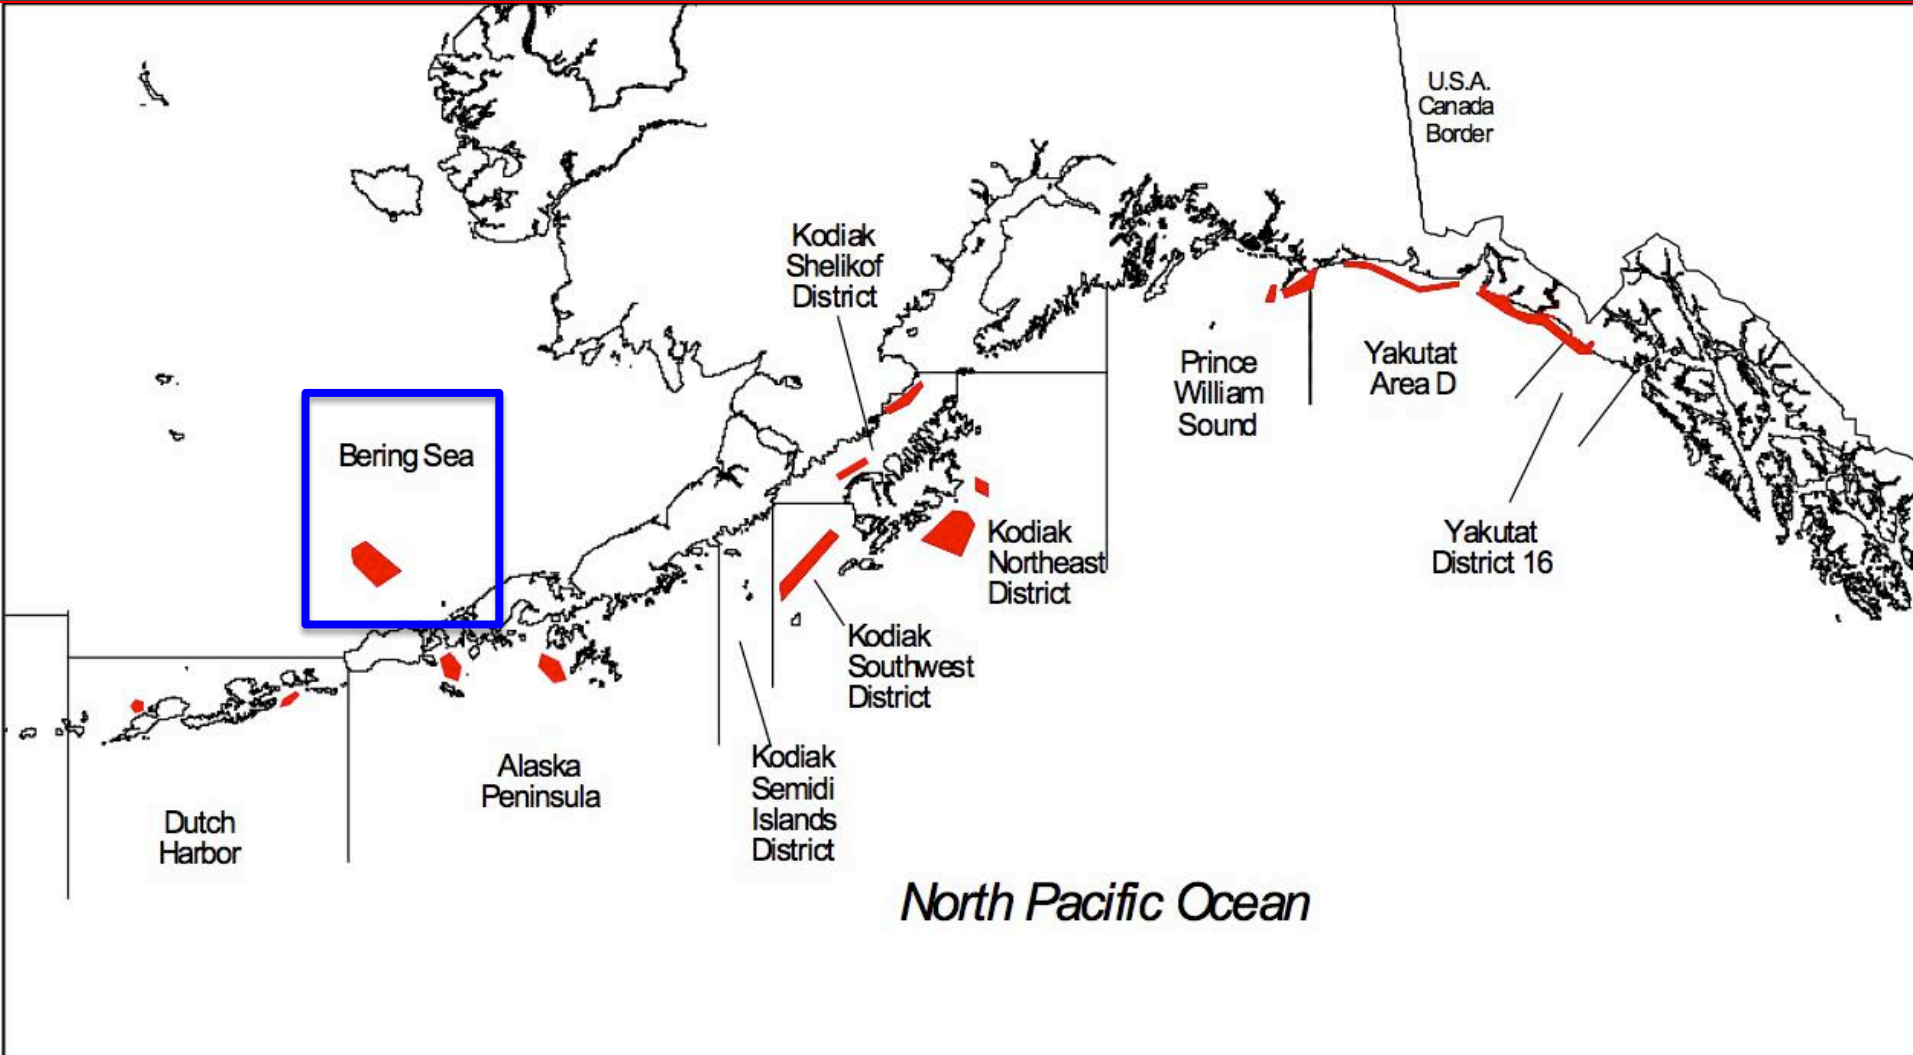 U.S.A.
Canada
Border
Kodiak
Shelikof
District
Prince
William
Sound
Yakutat
Area D
Bering Sea
Yakutat
District 16
Kodiak
Northeast
District
Kodiak
Southwest
District
Kodiak
Semidi
Islands
District
Alaska
Peninsula
Dutch
Harbor
North Pacific Ocean